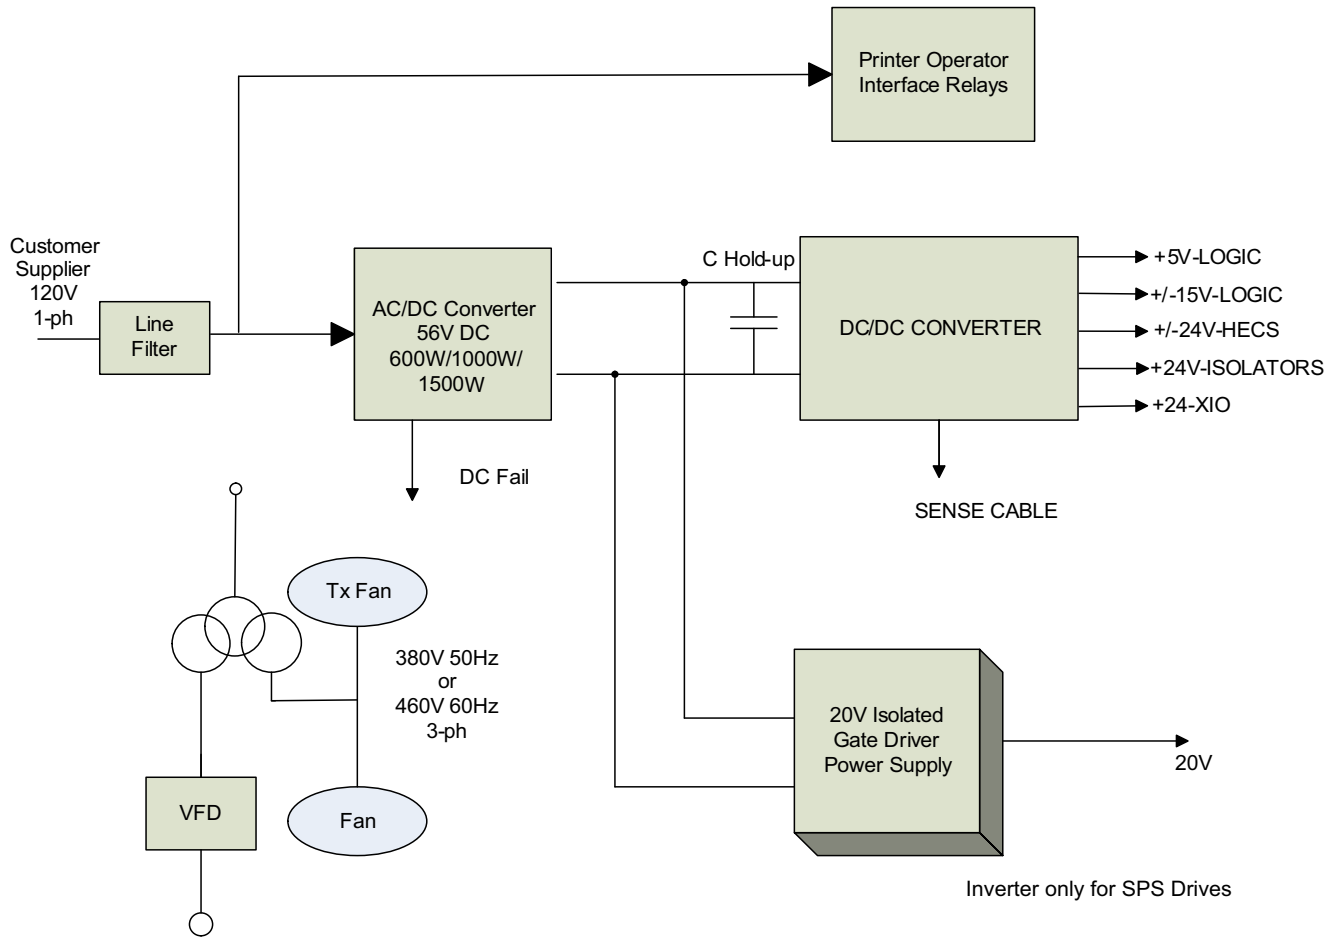 Printer Operator
Interface Relays
Customer
Supplier
120V
1-ph
Line
Filter
AC/DC Converter
56V DC
600W/1000W/
1500W
C Hold-up
DC/DC CONVERTER
+5V-LOGIC
+/-15V-LOGIC
+/-24V-HECS
+24V-ISOLATORS
+24-XIO
DC Fail
SENSE CABLE
Tx Fan
380V 50Hz
or
460V 60Hz
3-ph
VFD
Fan
20V Isolated
Gate Driver
Power Supply
20V
Inverter only for SPS Drives